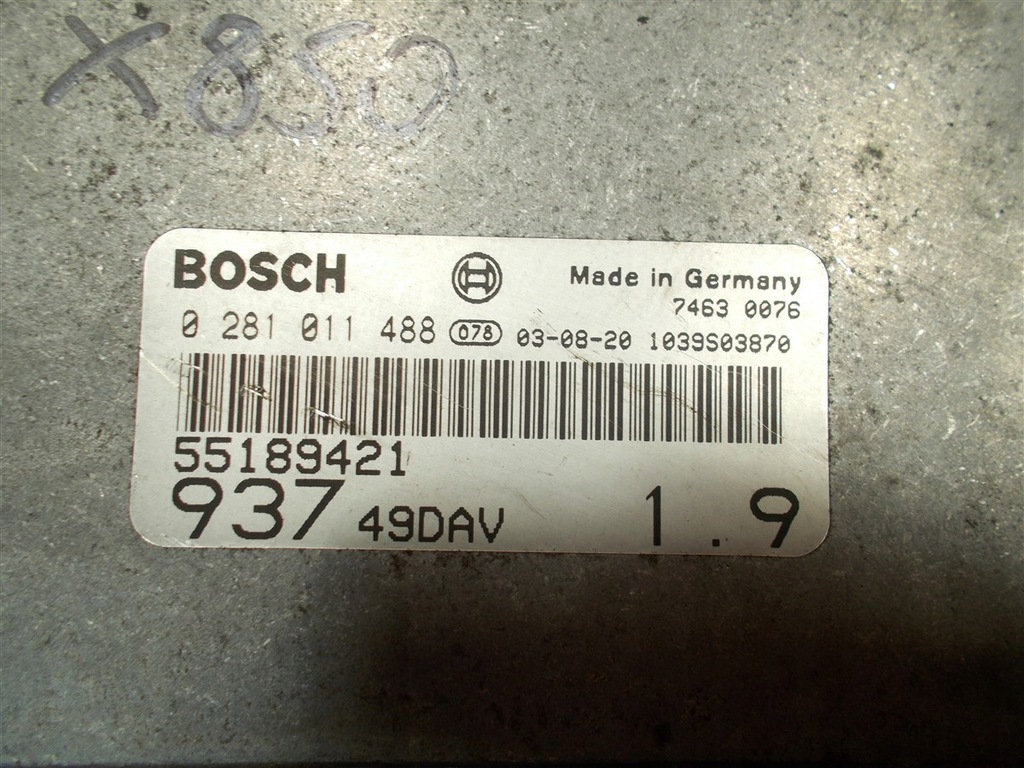 X850
BOSCH
Made in Germany
7463 0076
0 281 011 488 078 03-08-20 1039S03870
55189421
937 49DAV 1.9